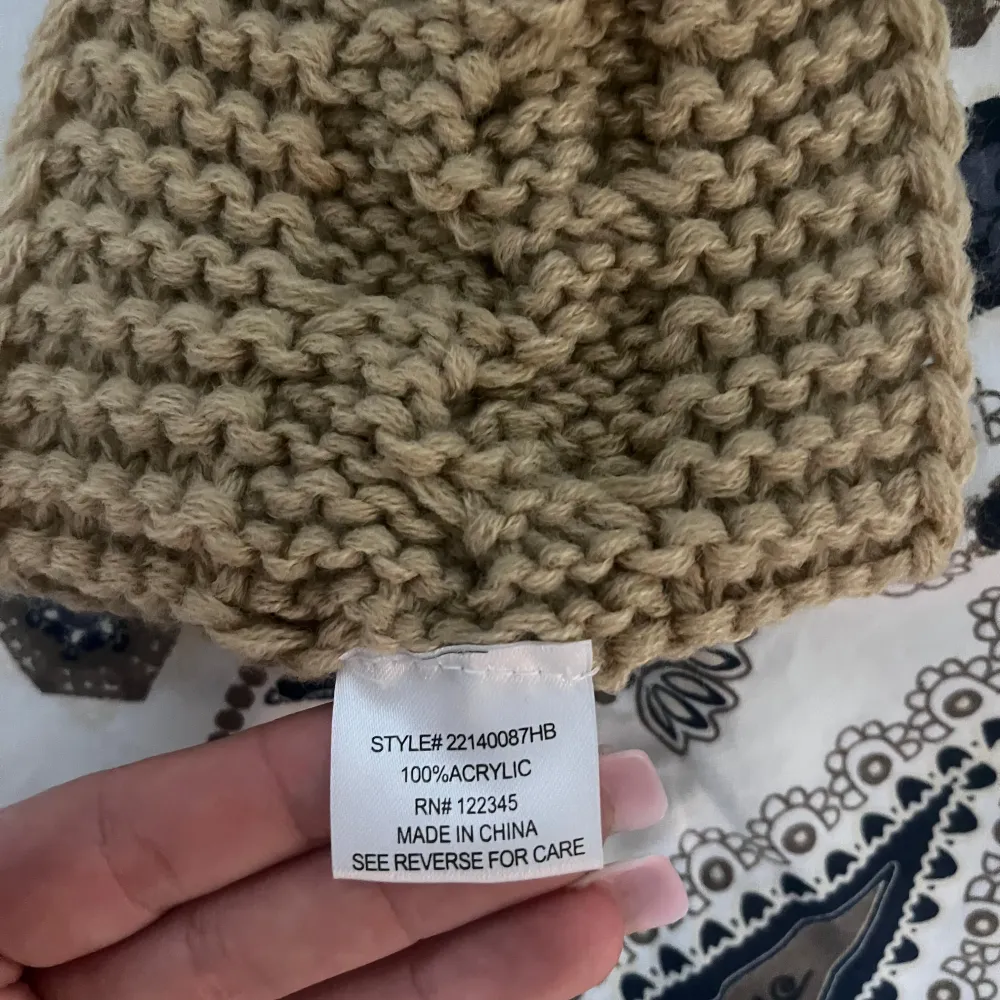 STYLE# 22140087HB
100%ACRYLIC
RN# 122345
MADE IN CHINA
SEE REVERSE FOR CARE